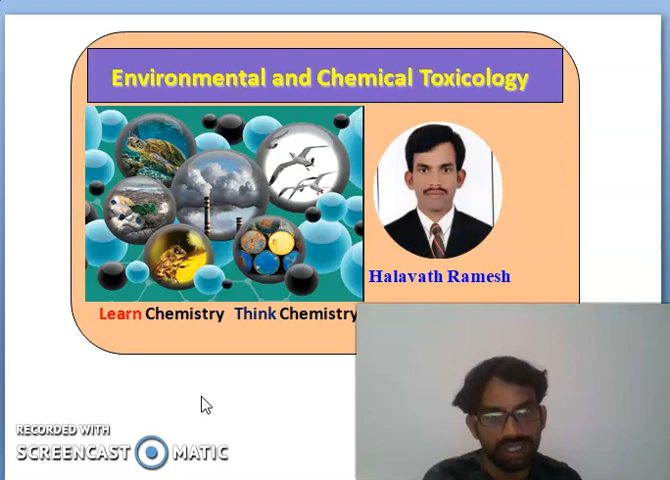 Environmental and Chemical Toxicology
Halavath Ramesh
Learn Chemistry Think Chemistry
RECORDED WITH
SCREENCAST MATIC